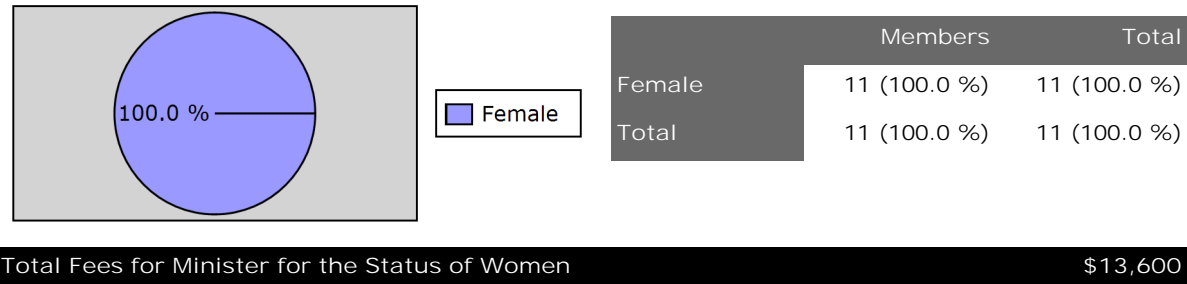 100.0 %
Female
Members Total
Female 11 (100.0 %) 11 (100.0 %)
Total 11 (100.0 %) 11 (100.0 %)
Total Fees for Minister for the Status of Women $13,600